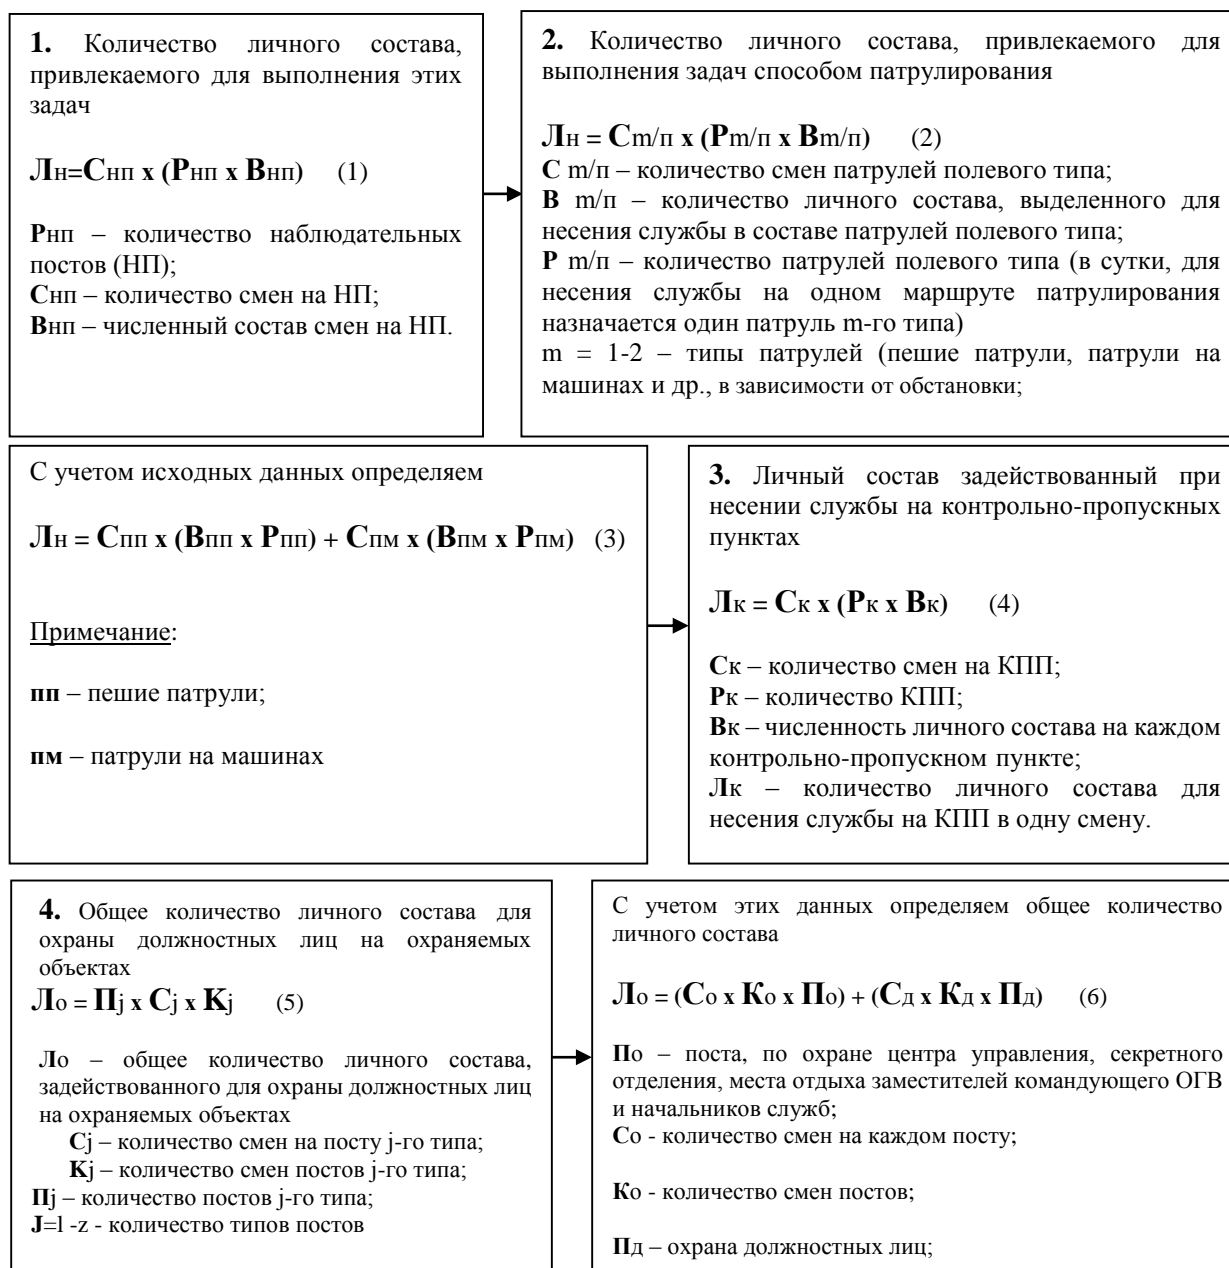 1. Количество личного состава,
привлекаемого для выполнения этих
задач
Лн=Снп x (Рнп x Внп) (1)
Рнп – количество наблюдательных
постов (НП);
Снп – количество смен на НП;
Внп – численный состав смен на НП.
2. Количество личного состава, привлекаемого для
выполнения задач способом патрулирования
Лн = Сm/п x (Рm/п x Вm/п) (2)
С m/п – количество смен патрулей полевого типа;
В m/п – количество личного состава, выделенного для
несения службы в составе патрулей полевого типа;
Р m/п – количество патрулей полевого типа (в сутки, для
несения службы на одном маршруте патрулирования
назначается один патруль m-го типа)
m = 1-2 – типы патрулей (пешие патрули, патрули на
машинах и др., в зависимости от обстановки;
С учетом исходных данных определяем
Лн = Спп x (Впп x Рпп) + Спм x (Впм x Рпм) (3)
Примечание:
пп – пешие патрули;
пм – патрули на машинах
3. Личный состав задействованный при
несении службы на контрольно-пропускных
пунктах
Лк = Ск x (Рк x Вк) (4)
Ск – количество смен на КПП;
Рк – количество КПП;
Вк – численность личного состава на каждом
контрольно-пропускном пункте;
Лк – количество личного состава для
несения службы на КПП в одну смену.
4. Общее количество личного состава для
охраны должностных лиц на охраняемых
объектах
Ло = Пj x Сj x Кj (5)
Ло – общее количество личного состава,
задействованного для охраны должностных лиц
на охраняемых объектах
Сj – количество смен на посту j-го типа;
Кj – количество смен постов j-го типа;
Пj – количество постов j-го типа;
J=l -z - количество типов постов
С учетом этих данных определяем общее количество
личного состава
Ло = (Со x Ко x По) + (Сд x Кд x Пд) (6)
По – поста, по охране центра управления, секретного
отделения, места отдыха заместителей командующего ОГВ
и начальников служб;
Со - количество смен на каждом посту;
Ко - количество смен постов;
Пд – охрана должностных лиц;